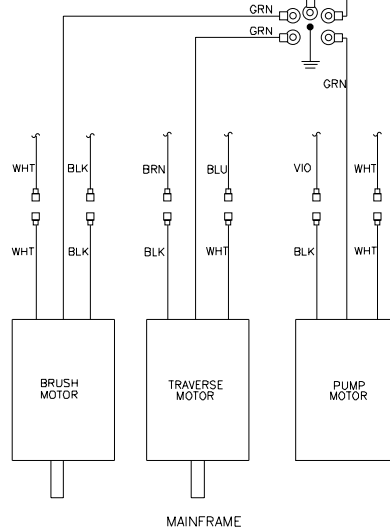 GRN
GRN
GRN
WHT BLK BRN BLU VIO WHT
WHT BLK BLK WHT BLK WHT
BRUSH MOTOR
TRAVERSE MOTOR
PUMP MOTOR
MAINFRAME